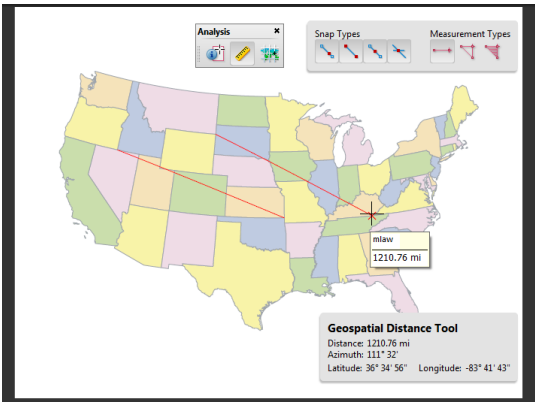 Analysis ×
Snap Types
Measurement Types
mlaw
1210.76 mi
Geospatial Distance Tool
Distance: 1210.76 mi
Azimuth: 111° 32'
Latitude: 36° 34' 56" Longitude: -83° 41' 43"